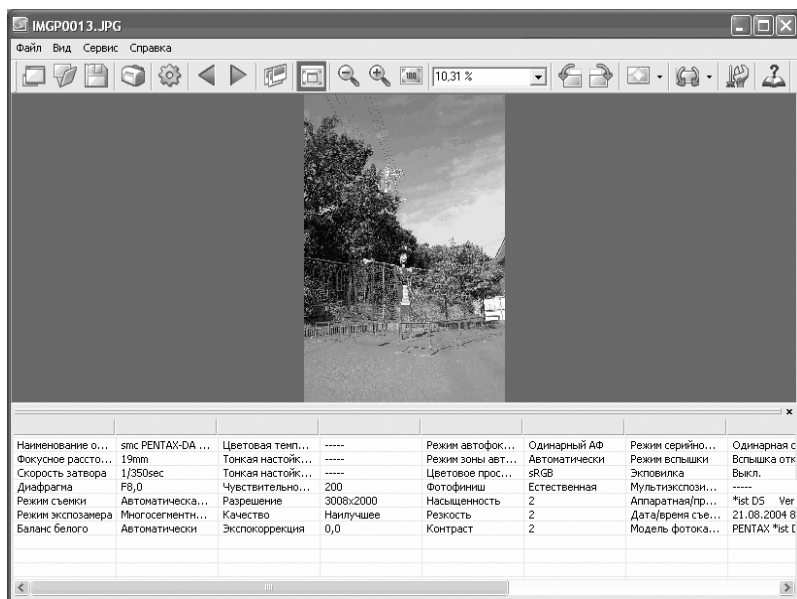 IMGP0013.JPG
Файл Вид Сервис Справка
100 10,31 %
Наименование о... smc PENTAX-DA ... Цветовая темп... ----- Режим автофок... Одинарный АФ Режим серийно... Одинарная с
Фокусное рассто... 19mm Тонкая настойк... ----- Режим зоны авт... Автоматически Режим вспышки Вспышка отк
Скорость затвора 1/350sec Тонкая настойк... ----- Цветовое прос... sRGB Экповилка Выкл.
Диафрагма F8,0 Чувствительно... 200 Фотофиниш Естественная Мультиэкспози... -----
Режим съемки Автоматическа... Разрешение 3008x2000 Насыщенность 2 Аппаратная/пр... *ist DS Ver
Режим экспозамера Многосегментн... Качество Наилучшее Резкость 2 Дата/время съе... 21.08.2004 8
Баланс белого Автоматически Экспокоррекция 0,0 Контраст 2 Модель фотока... PENTAX *ist D